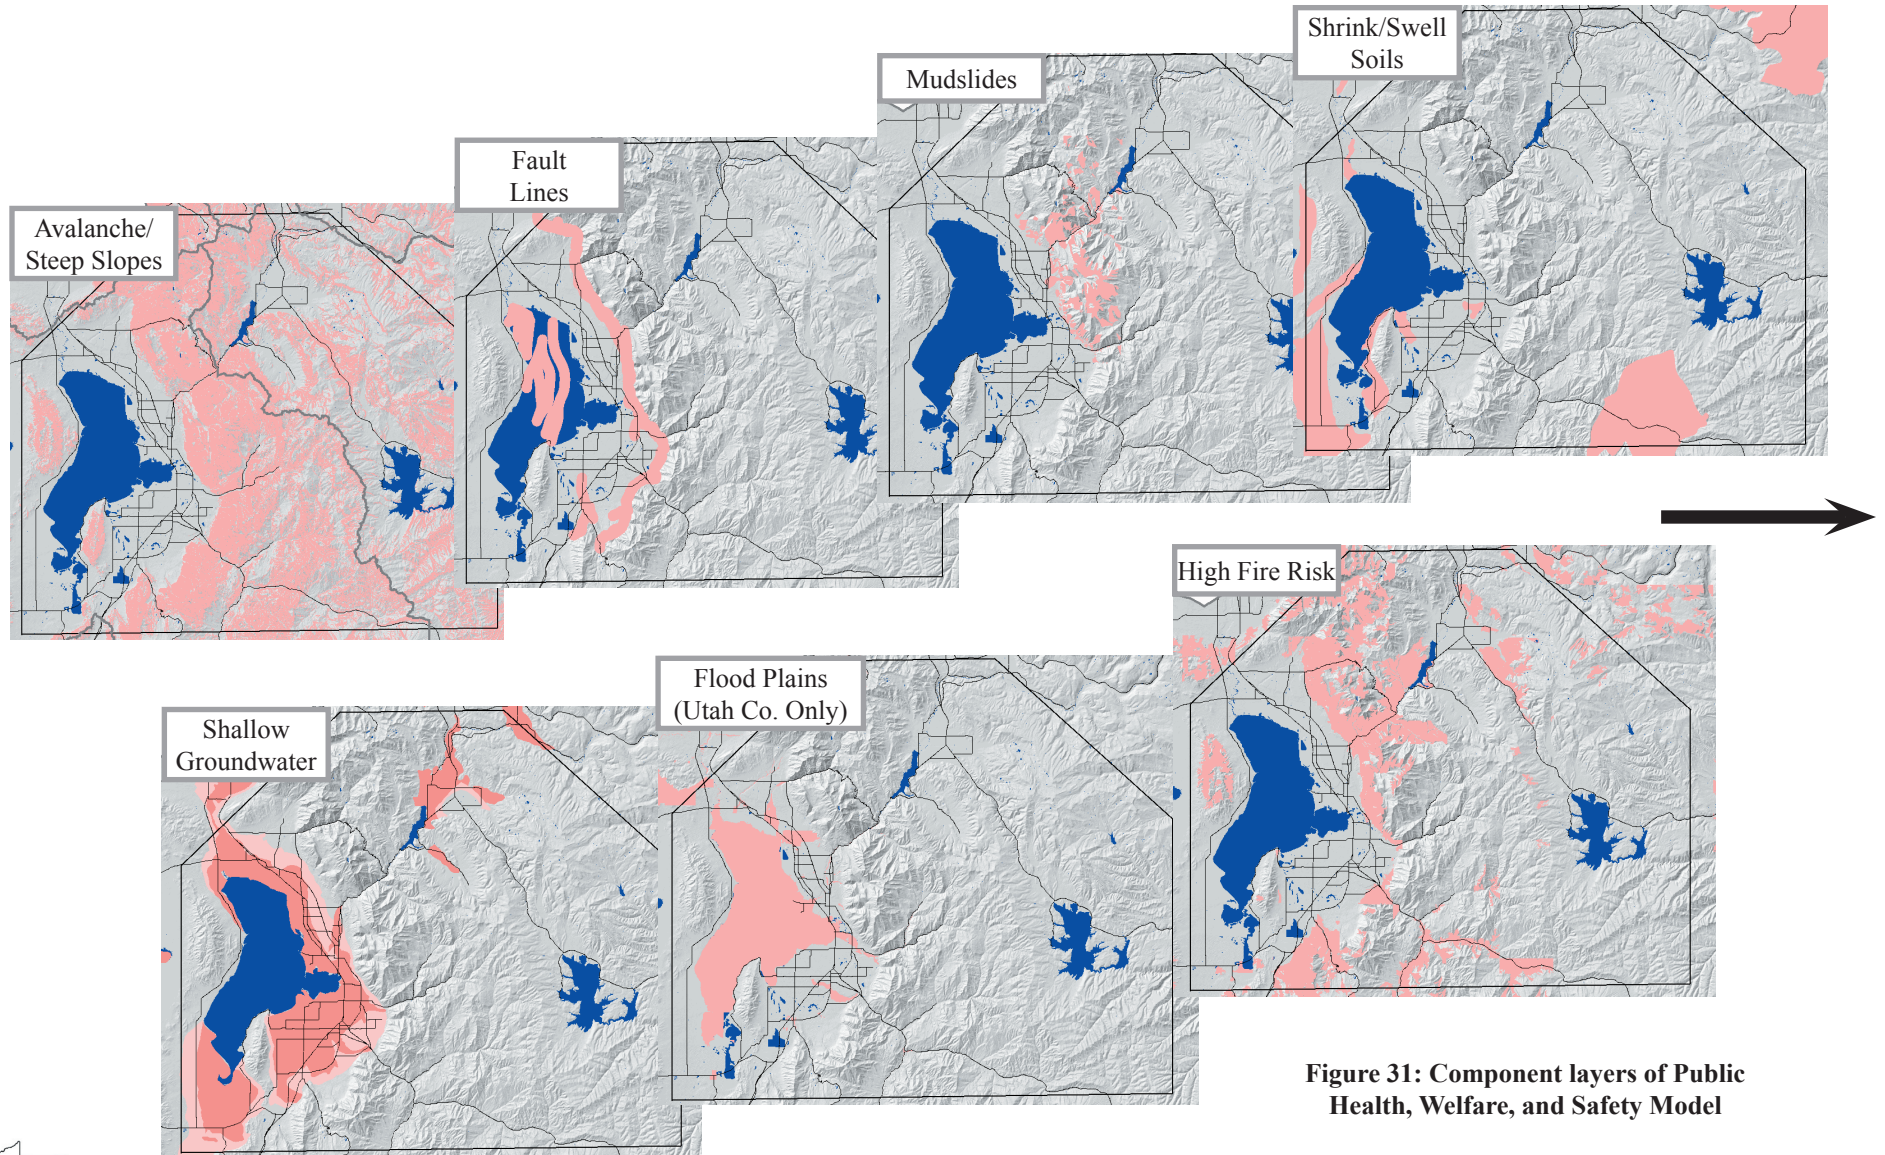 Shrink/Swell
Soils
Mudslides
Fault
Lines
Avalanche/
Steep Slopes
High Fire Risk
Flood Plains
(Utah Co. Only)
Shallow
Groundwater
Figure 31: Component layers of Public
Health, Welfare, and Safety Model